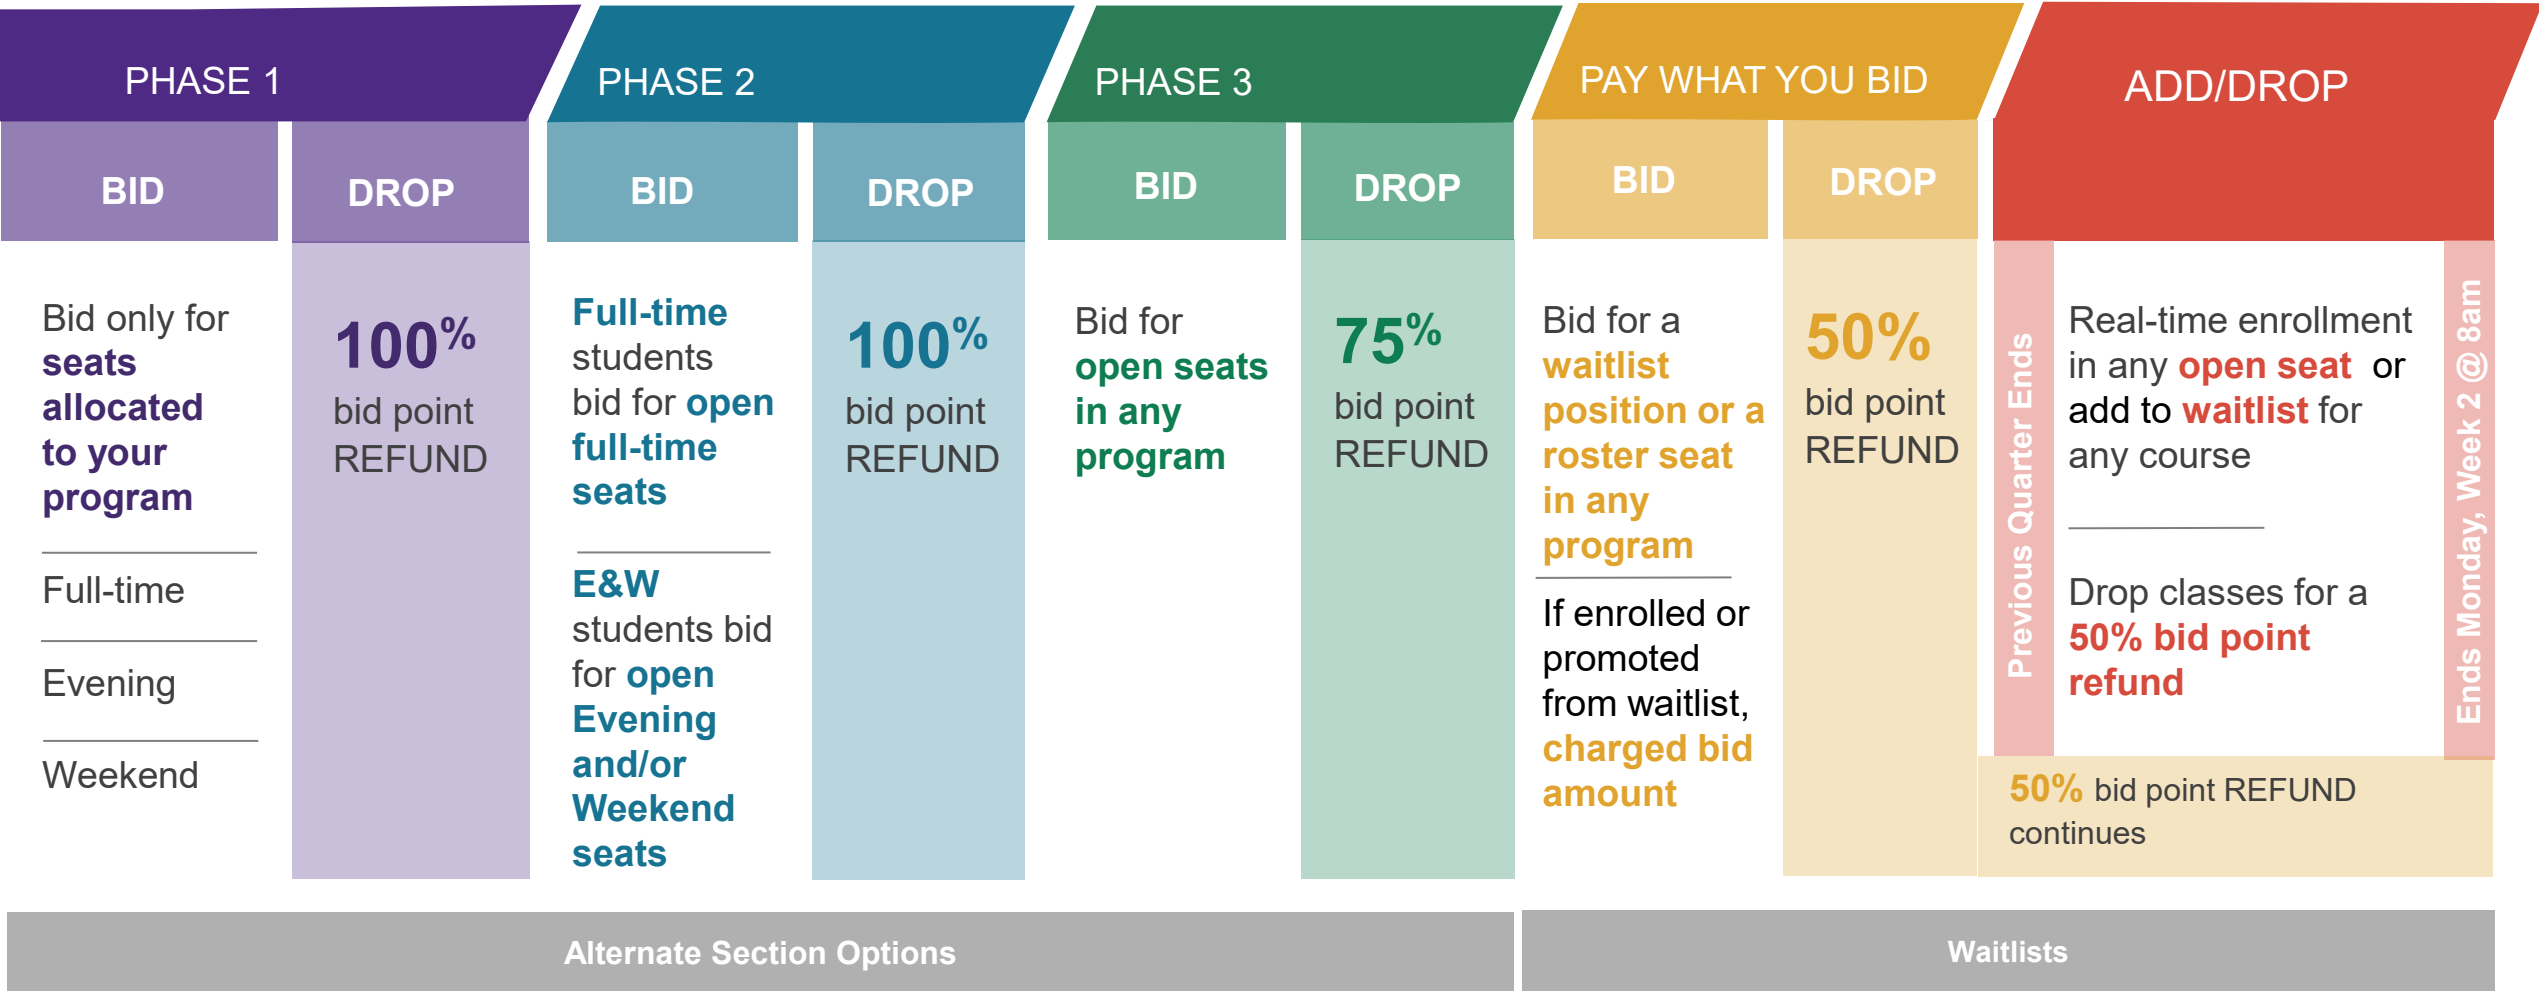 PHASE 1
BID
DROP
Bid only for
seats
allocated
to your
program
Full-time
Evening
Weekend
100%
bid point
REFUND
PHASE 2
BID
DROP
Full-time
students
bid for open
full-time
seats
E&W
students bid
for open
Evening
and/or
Weekend
seats
100%
bid point
REFUND
PHASE 3
BID
DROP
Bid for
open seats
in any
program
75%
bid point
REFUND
PAY WHAT YOU BID
BID
DROP
Bid for a
waitlist
position or a
roster seat
in any
program
If enrolled or
promoted
from waitlist,
charged bid
amount
50%
bid point
REFUND
ADD/DROP
Previous Quarter Ends
Real-time enrollment
in any open seat or
add to waitlist for
any course
Drop classes for a
50% bid point
refund
Ends Monday, Week 2 @ 8am
50% bid point REFUND
continues
Alternate Section Options
Waitlists